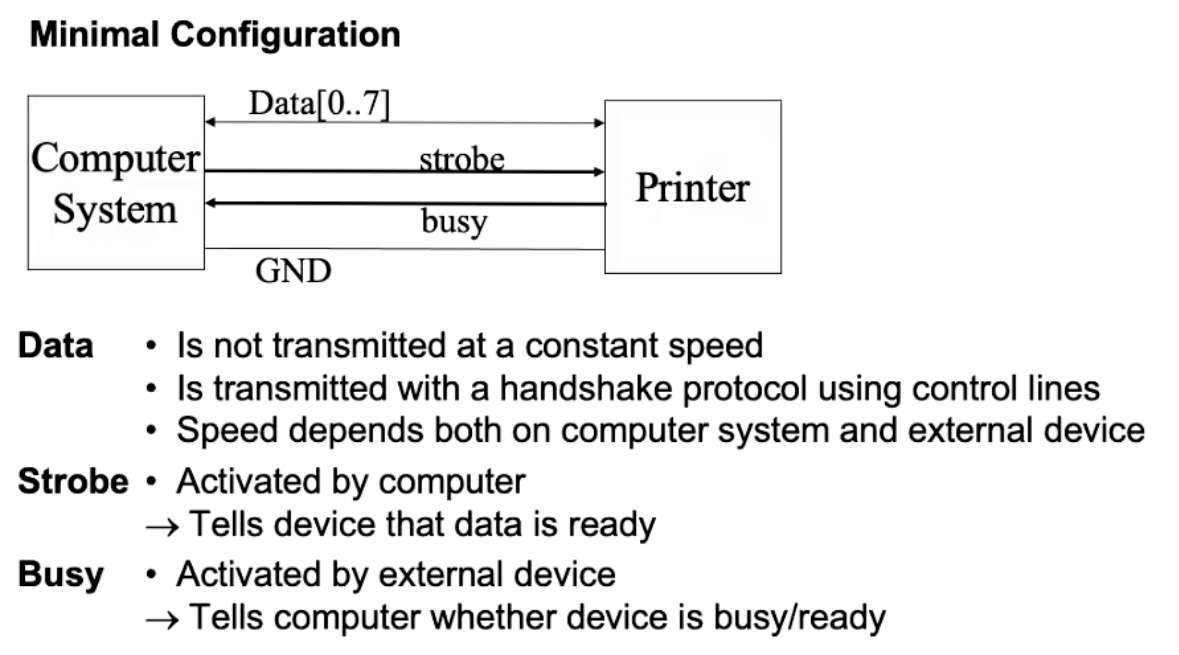 Minimal Configuration
Data[0..7]
Computer
System
strobe
Printer
busy
GND
Data • Is not transmitted at a constant speed
• Is transmitted with a handshake protocol using control lines
• Speed depends both on computer system and external device
Strobe • Activated by computer
→ Tells device that data is ready
Busy • Activated by external device
→ Tells computer whether device is busy/ready